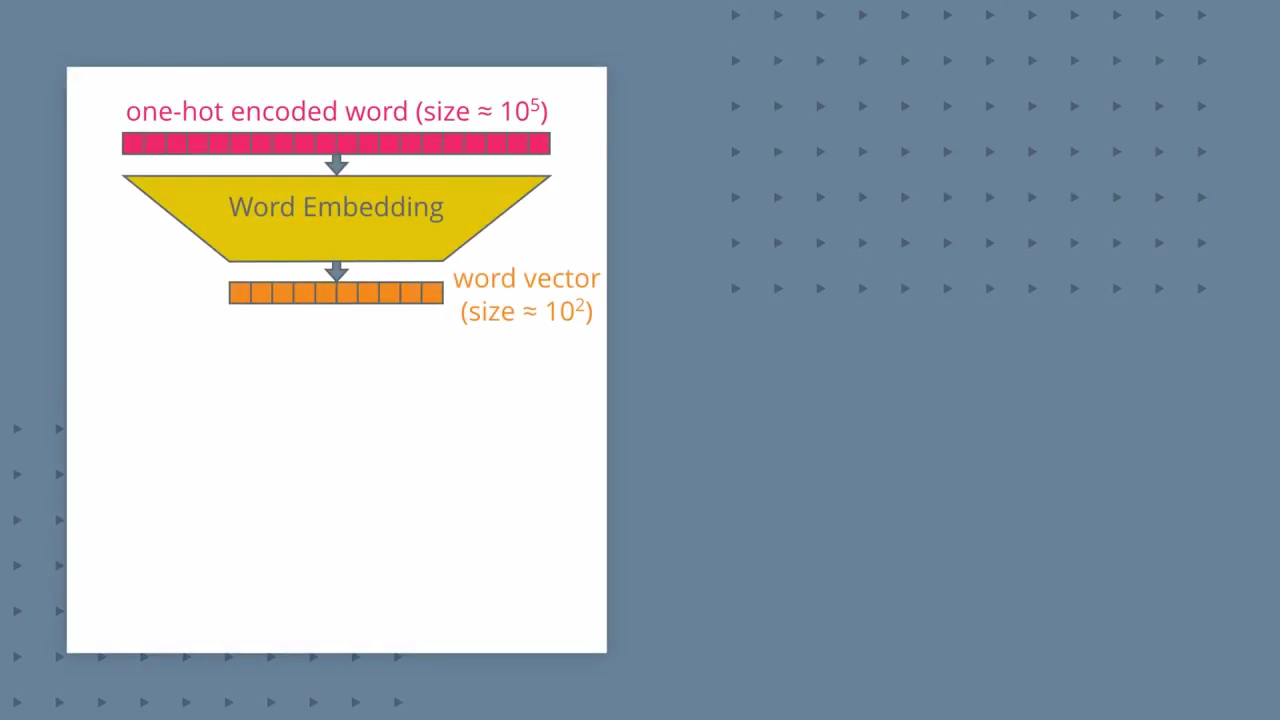 one-hot encoded word (size ≈ 10⁵)
Word Embedding
word vector
(size ≈ 10²)